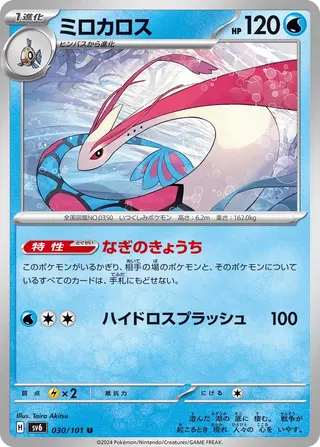 1進化
ミロカロス
HP 120
ヒンバスから進化
全国図鑑NO.0350 いつくしみポケモン 高さ:6.2m 重さ:162.0kg
特性 とくせい
なぎのきょうち
このポケモンがいるかぎり、相手の場のポケモンと、そのポケモンについているすべてのカードは、手札にもどせない。
ハイドロスプラッシュ 100
弱点 ×2 抵抗力 にげる
Illus. Taira Akitsu
H SV6 030/101 U
©2024 Pokémon/Nintendo/Creatures/GAME FREAK.